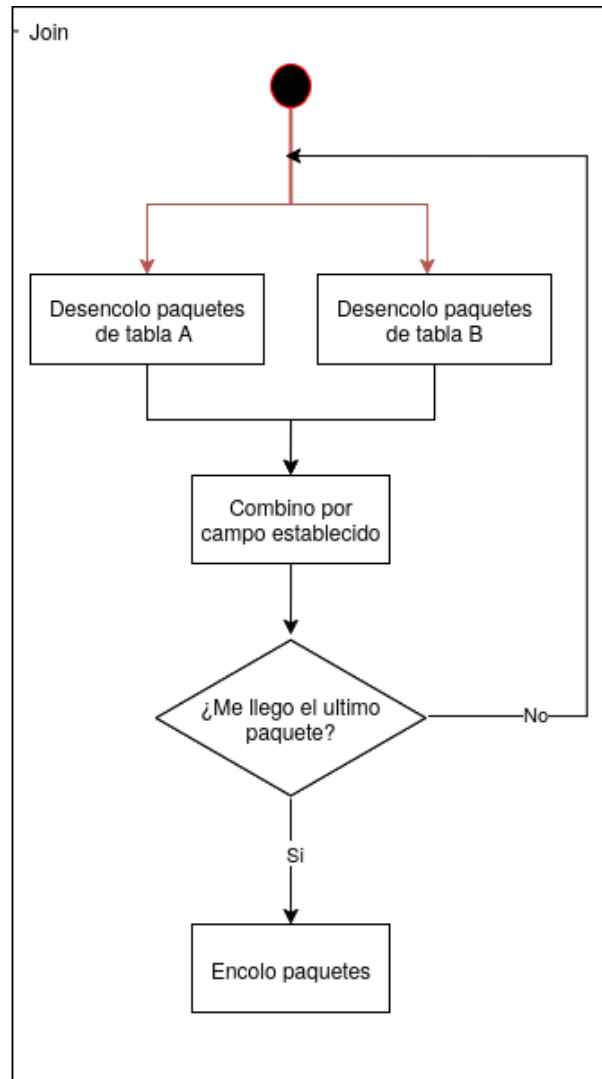 Join
Desencolo paquetes
de tabla A
Desencolo paquetes
de tabla B
Combino por
campo establecido
¿Me llego el ultimo
paquete?
No
Si
Encolo paquetes